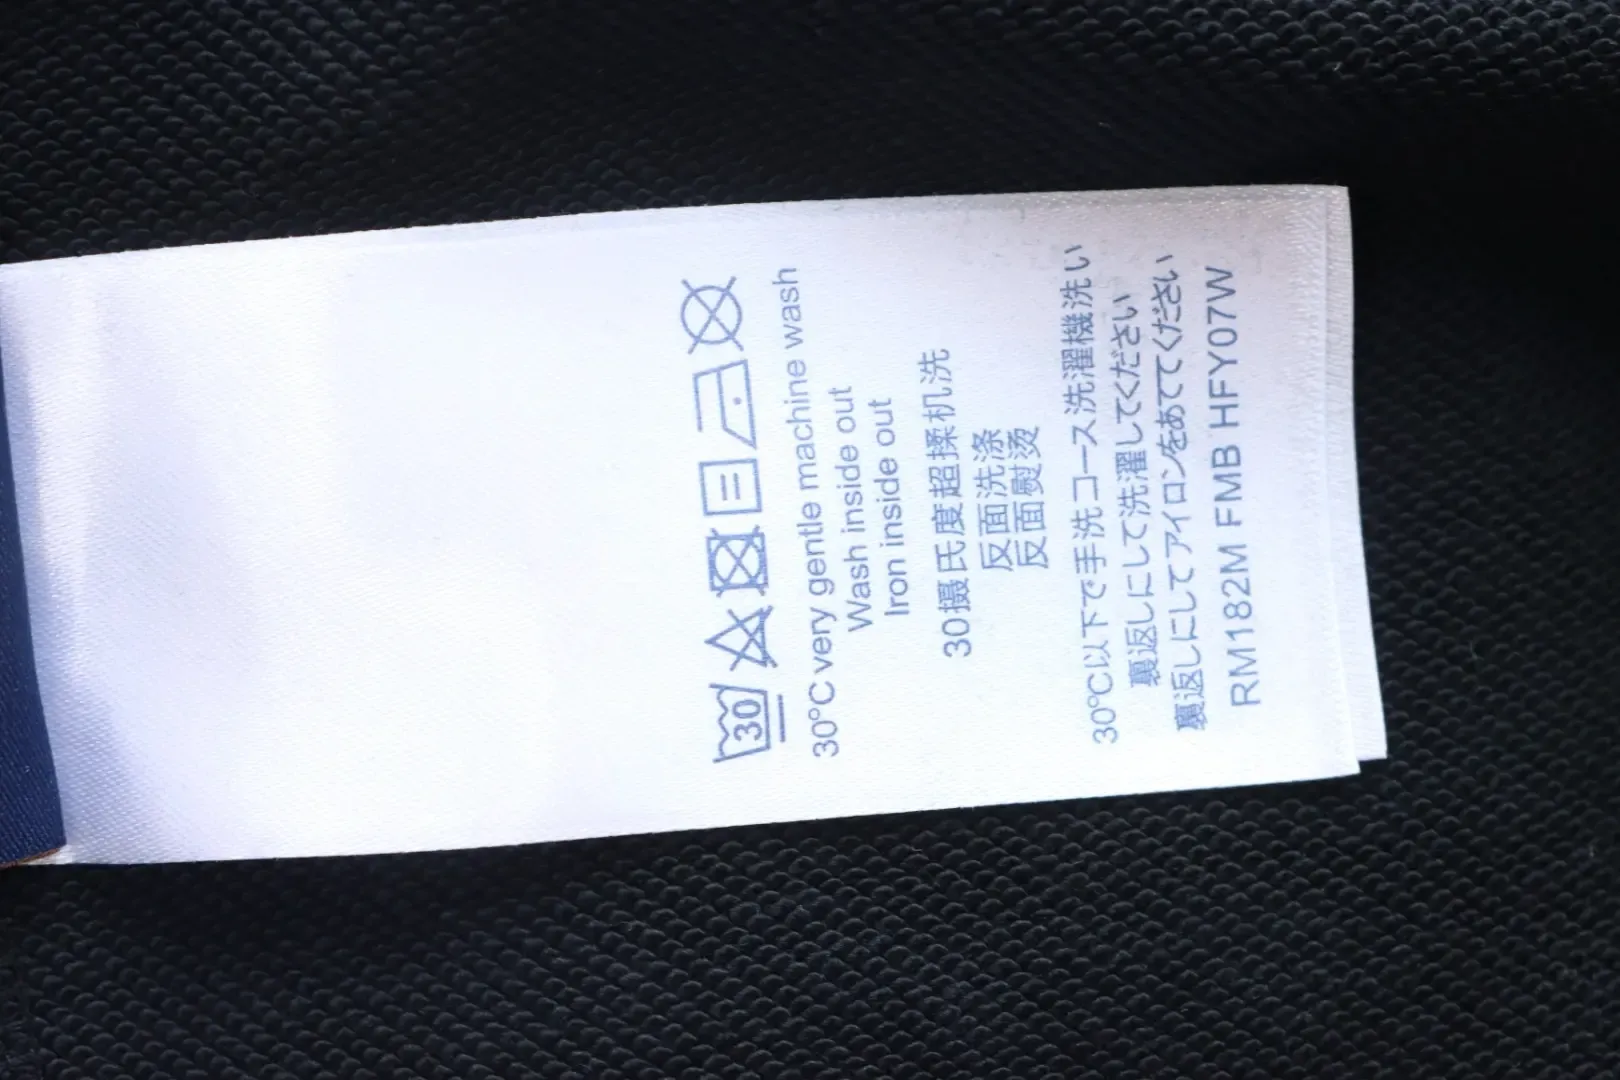 30
30°C very gentle machine wash
Wash inside out
Iron inside out
30摄氏度超揉机洗
反面洗涤
反面熨烫
30℃以下で手洗コース洗濯機洗い
裏返しにして洗濯してください
裏返しにしてアイロンをあててください
RM182M FMB HFY07W